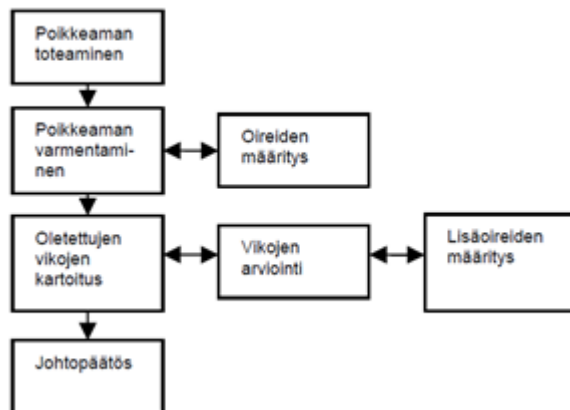 Poikkeaman
toteaminen
Poikkeaman
varmentami-
nen
Oireiden
määritys
Oletettujen
vikojen
kartoitus
Vikojen
arviointi
Lisäoireiden
määritys
Johtopäätös